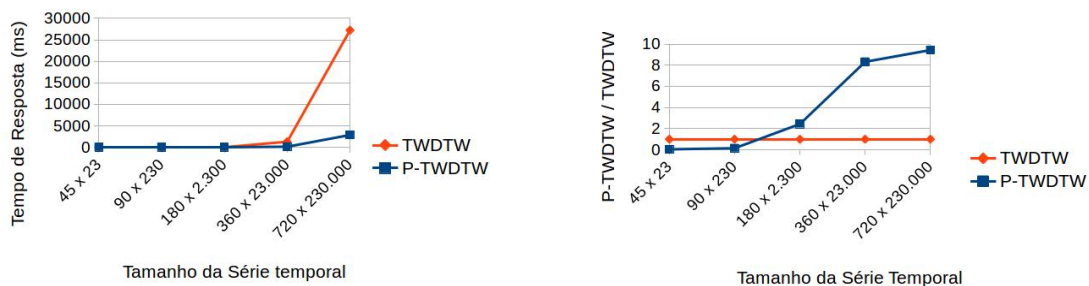 Tempo de Resposta (ms)
30000
25000
20000
15000
10000
5000
0
45 x 23
90 x 230
180 x 2.300
360 x 23.000
720 x 230.000
TWDTW
P-TWDTW
Tamanho da Série temporal
P-TWDTW / TWDTW
10
8
6
4
2
0
45 x 23
90 x 230
180 x 2.300
360 x 23.000
720 x 230.000
TWDTW
P-TWDTW
Tamanho da Série Temporal